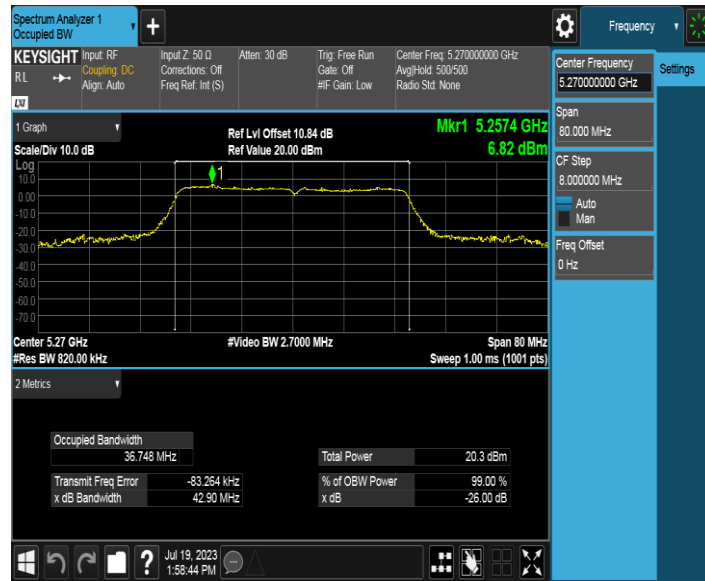 Spectrum Analyzer 1
Occupied BW
+
Frequency
KEYSIGHT
RL
LXI
Input: RF
Coupling: DC
Align: Auto
Input Z: 50 Ω
Corrections: Off
Freq Ref: Int (S)
Atten: 30 dB
Trig: Free Run
Gate: Off
#IF Gain: Low
Center Freq: 5.270000000 GHz
Avg|Hold: 500/500
Radio Std: None
Center Frequency
5.270000000 GHz
Settings
Span
80.000 MHz
CF Step
8.000000 MHz
Auto
Man
Freq Offset
0 Hz
1 Graph
Scale/Div 10.0 dB
Ref Lvl Offset 10.84 dB
Ref Value 20.00 dBm
Mkr1 5.2574 GHz
6.82 dBm
Log
10.0
0.00
-10.0
-20.0
-30.0
-40.0
-50.0
-60.0
-70.0
1
Center 5.27 GHz
#Res BW 820.00 kHz
#Video BW 2.7000 MHz
Span 80 MHz
Sweep 1.00 ms (1001 pts)
2 Metrics
Occupied Bandwidth
36.748 MHz
Total Power 20.3 dBm
Transmit Freq Error -83.264 kHz
% of OBW Power 99.00 %
x dB Bandwidth 42.90 MHz
x dB -26.00 dB
?
Jul 19, 2023
1:58:44 PM